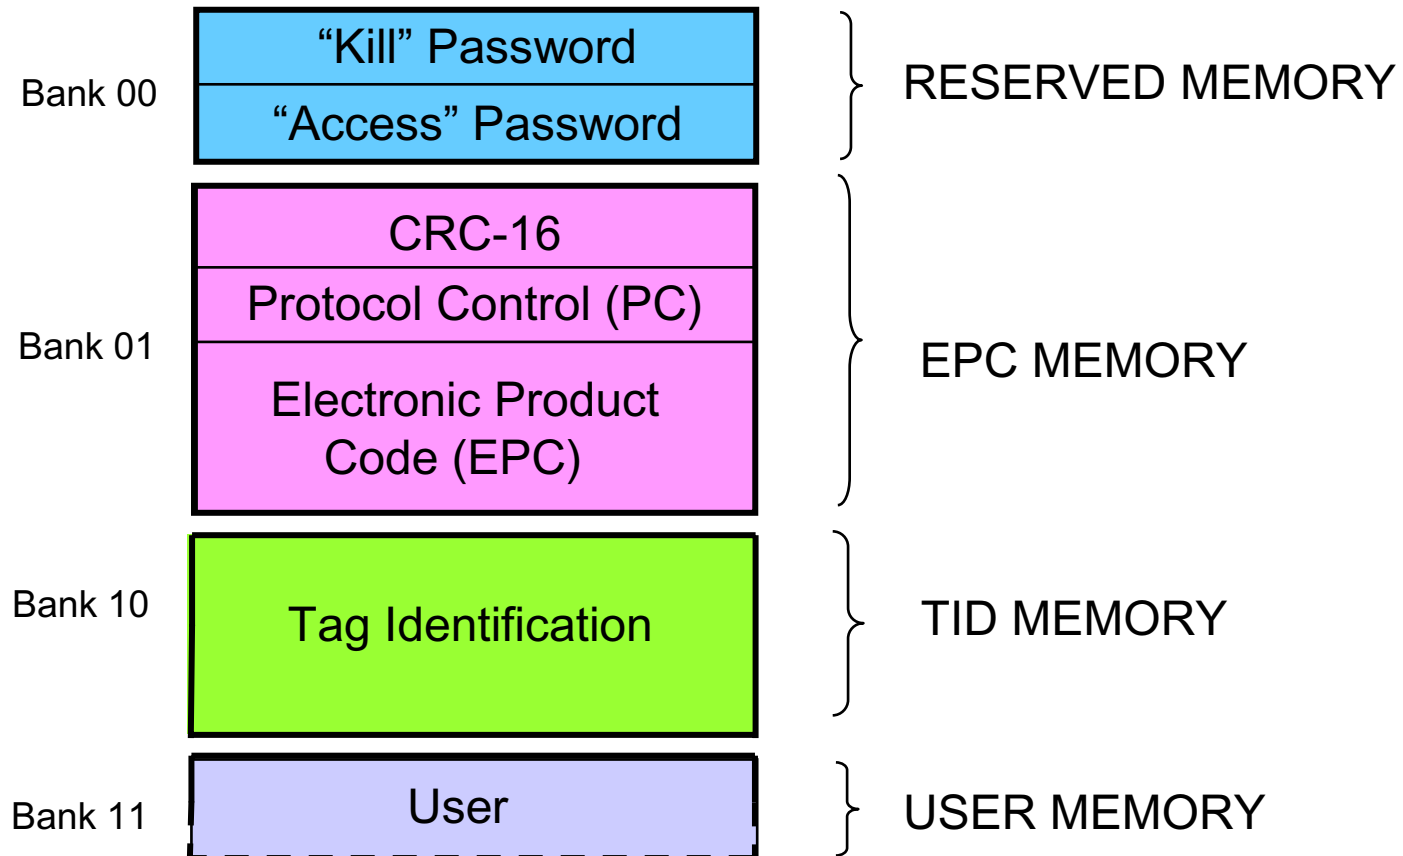 “Kill” Password
Bank 00
RESERVED MEMORY
“Access” Password
CRC-16
Protocol Control (PC)
Bank 01
EPC MEMORY
Electronic Product
Code (EPC)
Bank 10
Tag Identification
TID MEMORY
Bank 11
User
USER MEMORY